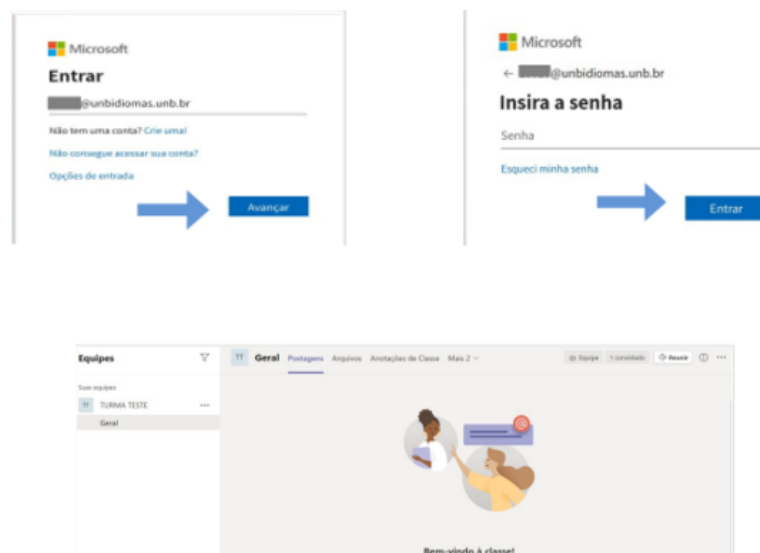 Microsoft
Entrar
@unbidiomas.unb.br
Não tem uma conta? Crie uma!
Não consegue acessar sua conta?
Opções de entrada
Avançar
Microsoft
← @unbidiomas.unb.br
Insira a senha
Senha
Esqueci minha senha
Entrar
Equipes
TT Geral Postagens Arquivos Anotações de Classe Mais 2
Equipe 1 convidado Reunir
Suas equipes
TT TURMA TESTE
Geral
Bem-vindo à classe!